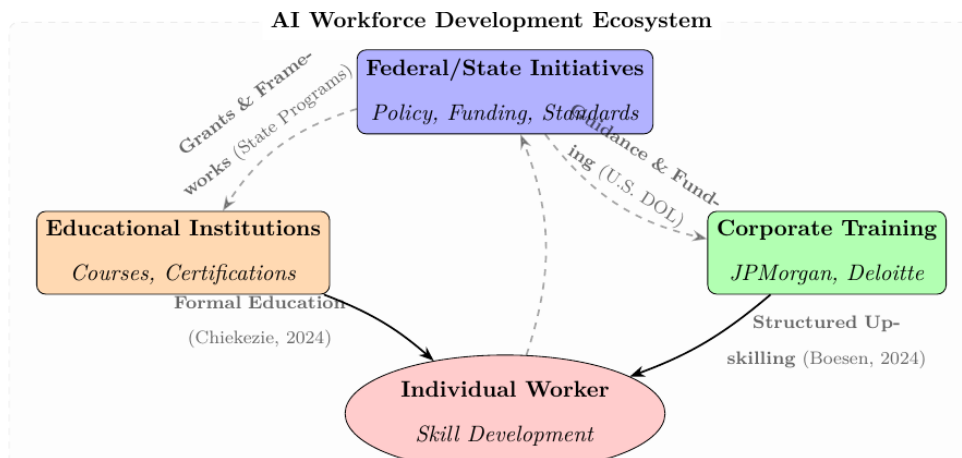 AI Workforce Development Ecosystem
Federal/State Initiatives
Policy, Funding, Standards
Grants & Frame-
works (State Programs)
Guidance & Fund-
ing (U.S. DOL)
Educational Institutions
Courses, Certifications
Corporate Training
JPMorgan, Deloitte
Formal Education
(Chiekezie, 2024)
Structured Up-
skilling (Boesen, 2024)
Individual Worker
Skill Development